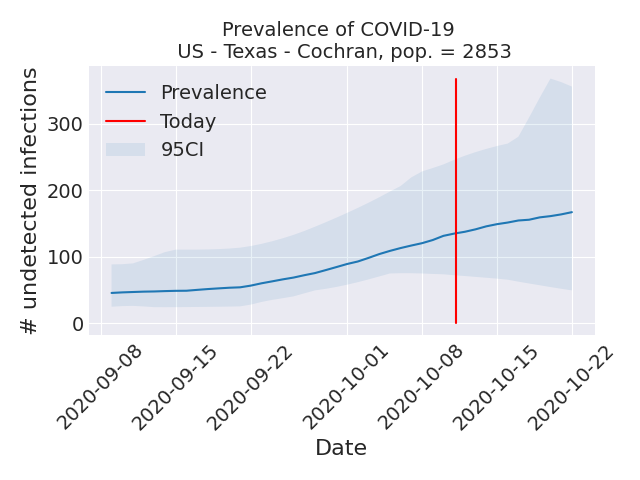 Prevalence of COVID-19
US - Texas - Cochran, pop. = 2853
Prevalence
Today
95CI
# undetected infections
300
200
100
0
2020-09-08
2020-09-15
2020-09-22
2020-10-01
2020-10-08
2020-10-15
2020-10-22
Date